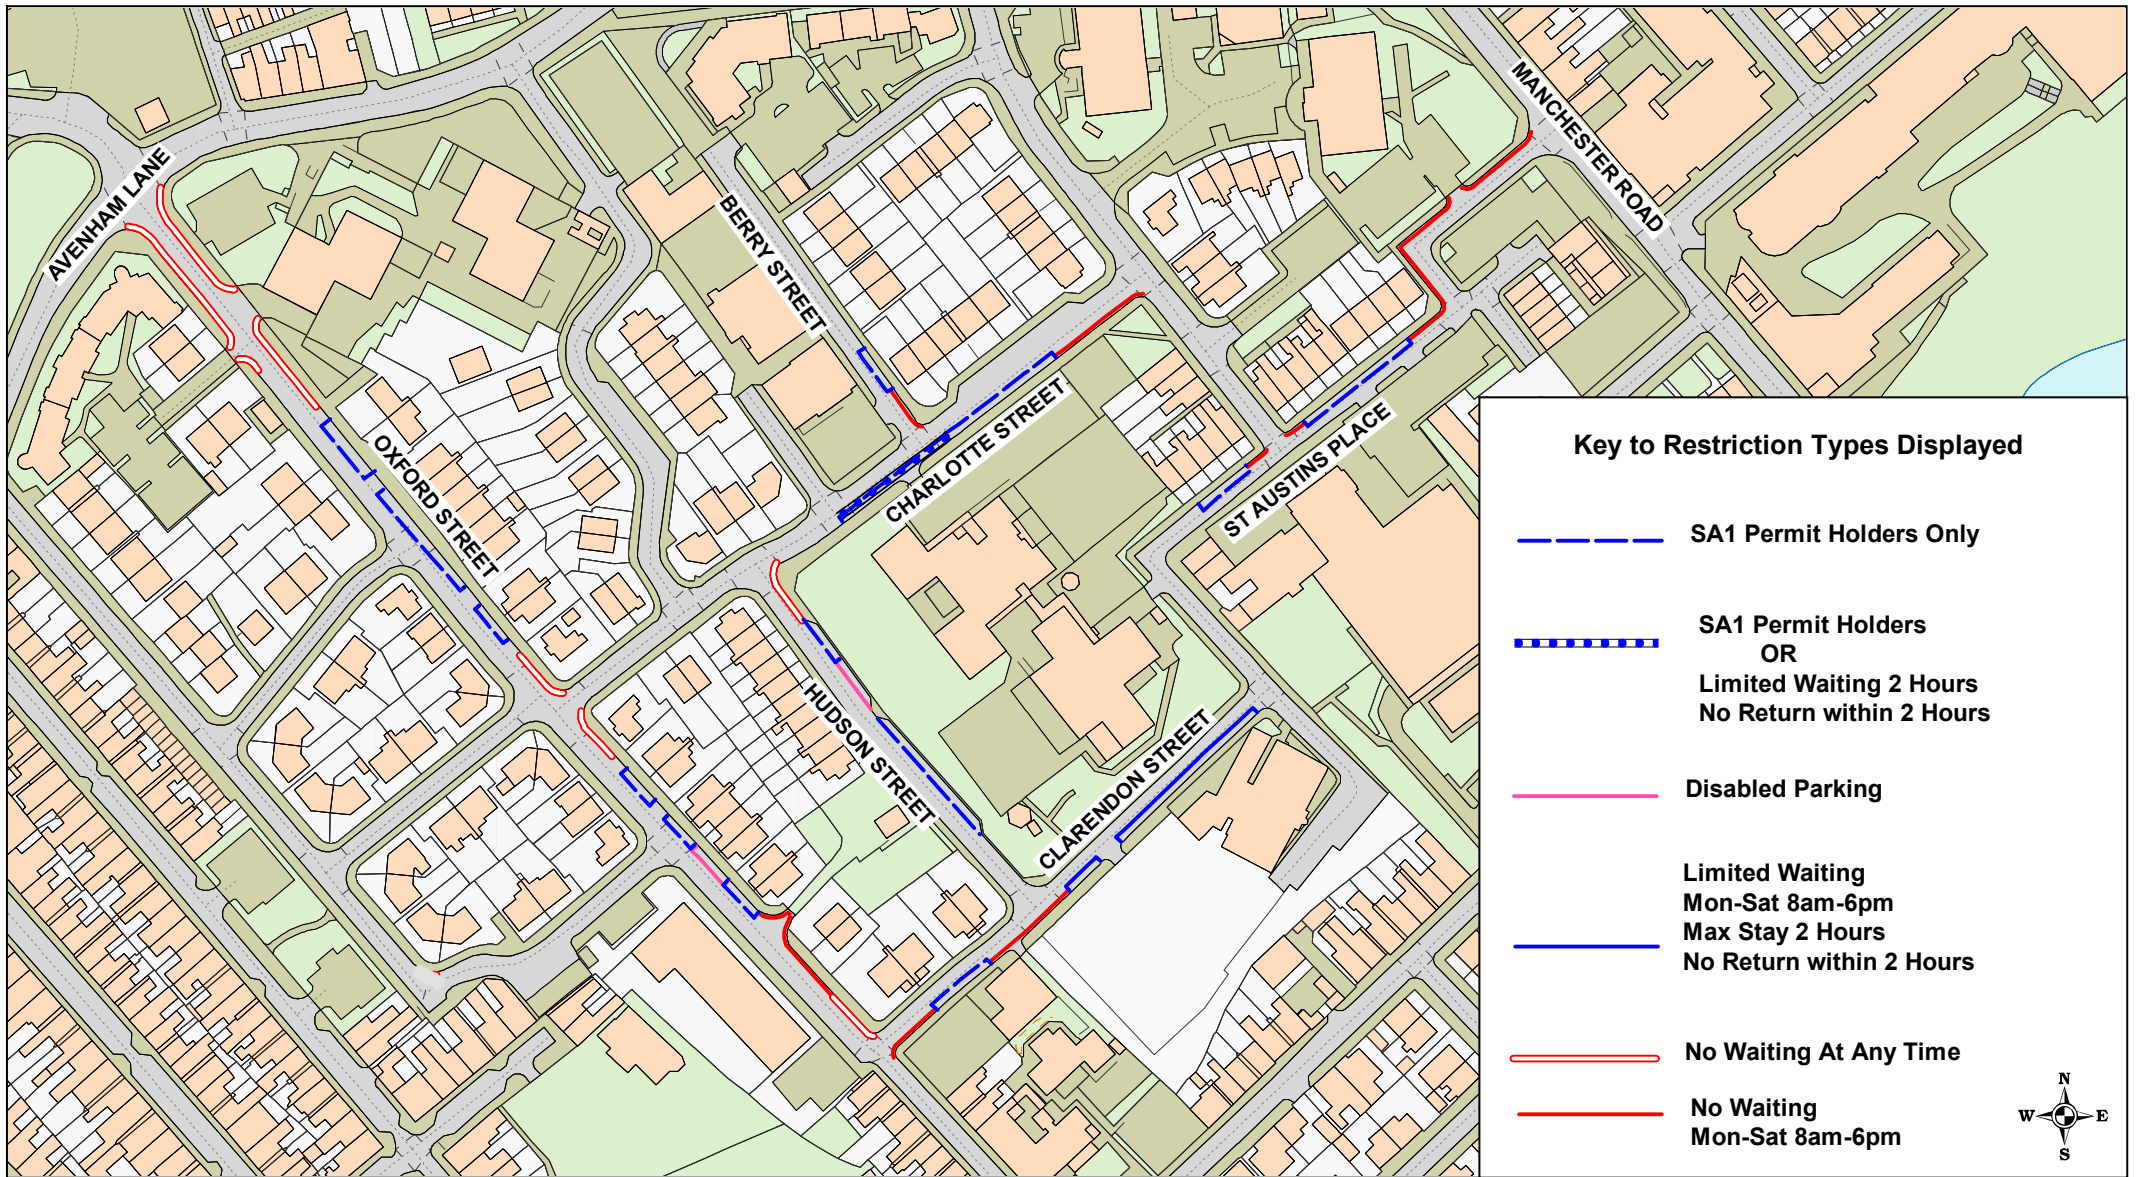 MANCHESTER ROAD
AVENHAM LANE
BERRY STREET
OXFORD STREET
CHARLOTTE STREET
ST AUSTINS PLACE
HUDSON STREET
CLARENDON STREET
Key to Restriction Types Displayed
SA1 Permit Holders Only
SA1 Permit Holders
OR
Limited Waiting 2 Hours
No Return within 2 Hours
Disabled Parking
Limited Waiting
Mon-Sat 8am-6pm
Max Stay 2 Hours
No Return within 2 Hours
No Waiting At Any Time
No Waiting
Mon-Sat 8am-6pm
N
W E
S